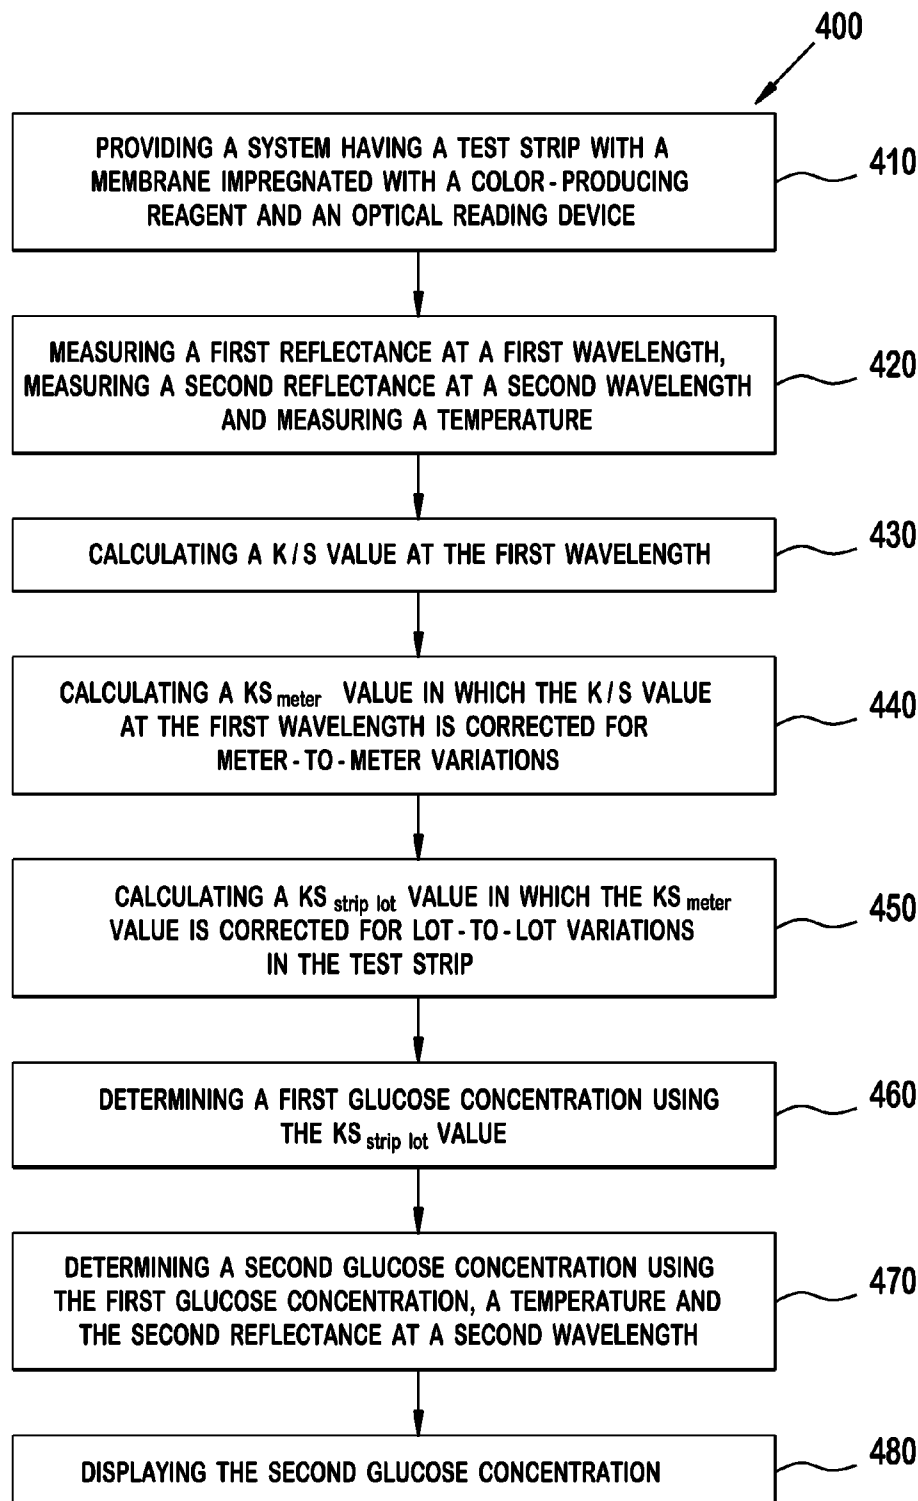 400
PROVIDING A SYSTEM HAVING A TEST STRIP WITH A
MEMBRANE IMPREGNATED WITH A COLOR-PRODUCING
REAGENT AND AN OPTICAL READING DEVICE
410
MEASURING A FIRST REFLECTANCE AT A FIRST WAVELENGTH,
MEASURING A SECOND REFLECTANCE AT A SECOND WAVELENGTH
AND MEASURING A TEMPERATURE
420
CALCULATING A K/S VALUE AT THE FIRST WAVELENGTH
430
CALCULATING A KS meter VALUE IN WHICH THE K/S VALUE
AT THE FIRST WAVELENGTH IS CORRECTED FOR
METER-TO-METER VARIATIONS
440
CALCULATING A KS strip lot VALUE IN WHICH THE KS meter
VALUE IS CORRECTED FOR LOT-TO-LOT VARIATIONS
IN THE TEST STRIP
450
DETERMINING A FIRST GLUCOSE CONCENTRATION USING
THE KS strip lot VALUE
460
DETERMINING A SECOND GLUCOSE CONCENTRATION USING
THE FIRST GLUCOSE CONCENTRATION, A TEMPERATURE AND
THE SECOND REFLECTANCE AT A SECOND WAVELENGTH
470
DISPLAYING THE SECOND GLUCOSE CONCENTRATION
480